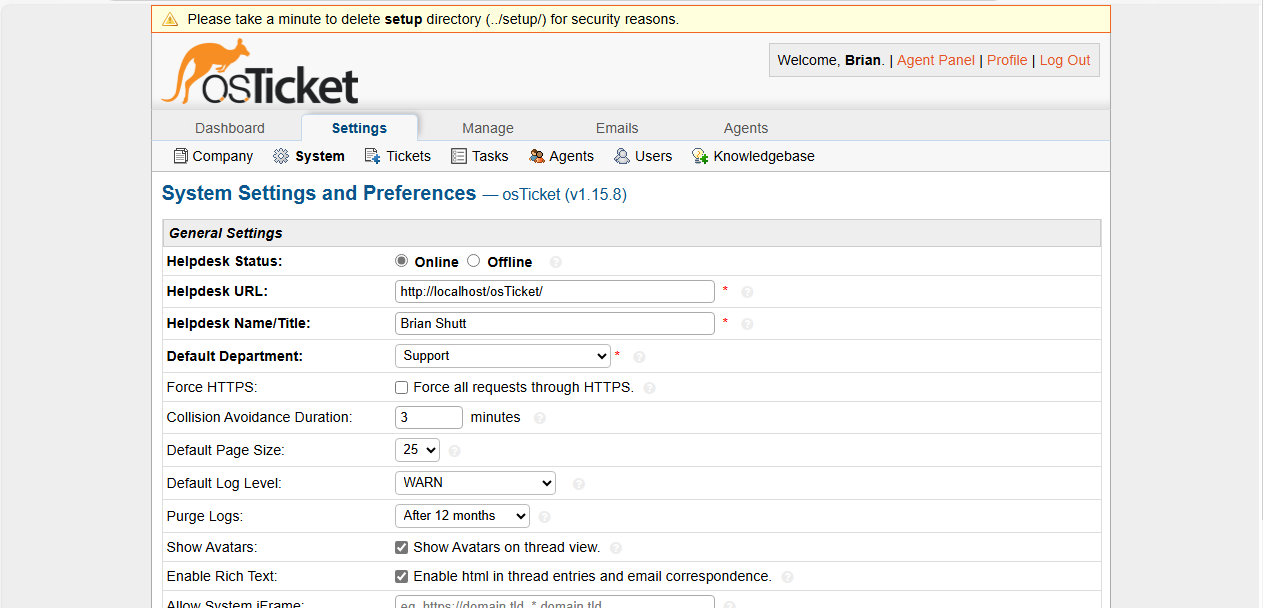 Please take a minute to delete setup directory (../setup/) for security reasons.
osTicket
Welcome, Brian. | Agent Panel | Profile | Log Out
Dashboard Settings Manage Emails Agents
Company System Tickets Tasks Agents Users Knowledgebase
System Settings and Preferences — osTicket (v1.15.8)
General Settings
Helpdesk Status: Online Offline ?
Helpdesk URL: http://localhost/osTicket/ * ?
Helpdesk Name/Title: Brian Shutt * ?
Default Department: Support * ?
Force HTTPS: Force all requests through HTTPS. ?
Collision Avoidance Duration: 3 minutes ?
Default Page Size: 25 ?
Default Log Level: WARN ?
Purge Logs: After 12 months ?
Show Avatars: Show Avatars on thread view. ?
Enable Rich Text: Enable html in thread entries and email correspondence. ?
Allow System iFrame: eg. https://domain.tld, *.domain.tld ?